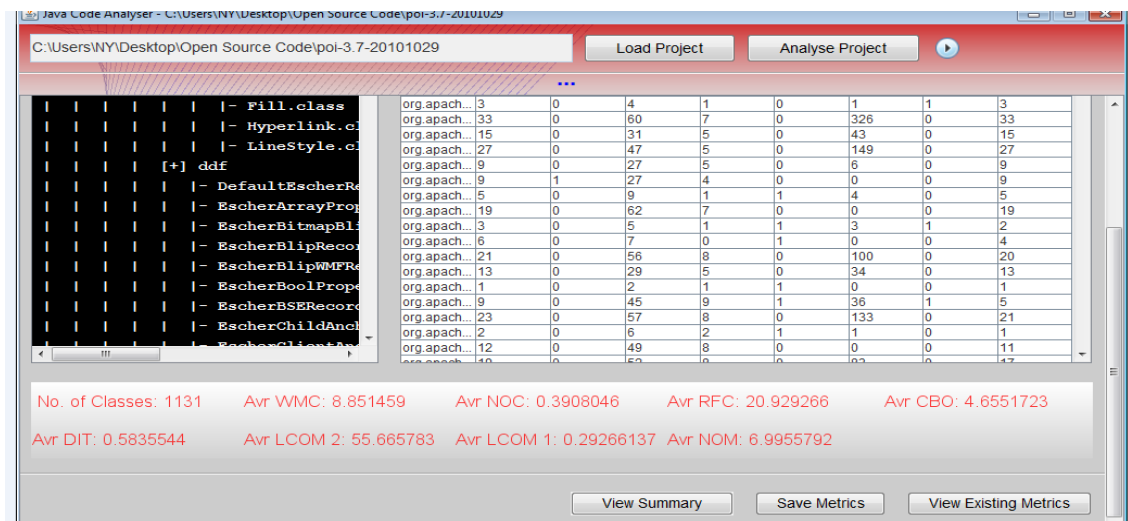 Java Code Analyser - C:\Users\NY\Desktop\Open Source Code\poi-3.7-20101029
C:\Users\NY\Desktop\Open Source Code\poi-3.7-20101029 Load Project Analyse Project
...
| | | | | | |- Fill.class
| | | | | | |- Hyperlink.cl
| | | | | | |- LineStyle.cl
| | | | [+] ddf
| | | | | |- DefaultEscherRe
| | | | | |- EscherArrayProp
| | | | | |- EscherBitmapBli
| | | | | |- EscherBlipRecor
| | | | | |- EscherBlipWMFRe
| | | | | |- EscherBoolPrope
| | | | | |- EscherBSERecord
| | | | | |- EscherChildAnch
| | | | | |- EscherClientAnc
org.apach... 3 0 4 1 0 1 1 3
org.apach... 33 0 60 7 0 326 0 33
org.apach... 15 0 31 5 0 43 0 15
org.apach... 27 0 47 5 0 149 0 27
org.apach... 9 0 27 5 0 6 0 9
org.apach... 9 1 27 4 0 0 0 9
org.apach... 5 0 9 1 1 4 0 5
org.apach... 19 0 62 7 0 0 0 19
org.apach... 3 0 5 1 1 3 1 2
org.apach... 6 0 7 0 1 0 0 4
org.apach... 21 0 56 8 0 100 0 20
org.apach... 13 0 29 5 0 34 0 13
org.apach... 1 0 2 1 1 0 0 1
org.apach... 9 0 45 9 1 36 1 5
org.apach... 23 0 57 8 0 133 0 21
org.apach... 2 0 6 2 1 1 0 1
org.apach... 12 0 49 8 0 0 0 11
No. of Classes: 1131 Avr WMC: 8.851459 Avr NOC: 0.3908046 Avr RFC: 20.929266 Avr CBO: 4.6551723
Avr DIT: 0.5835544 Avr LCOM 2: 55.665783 Avr LCOM 1: 0.29266137 Avr NOM: 6.9955792
View Summary Save Metrics View Existing Metrics